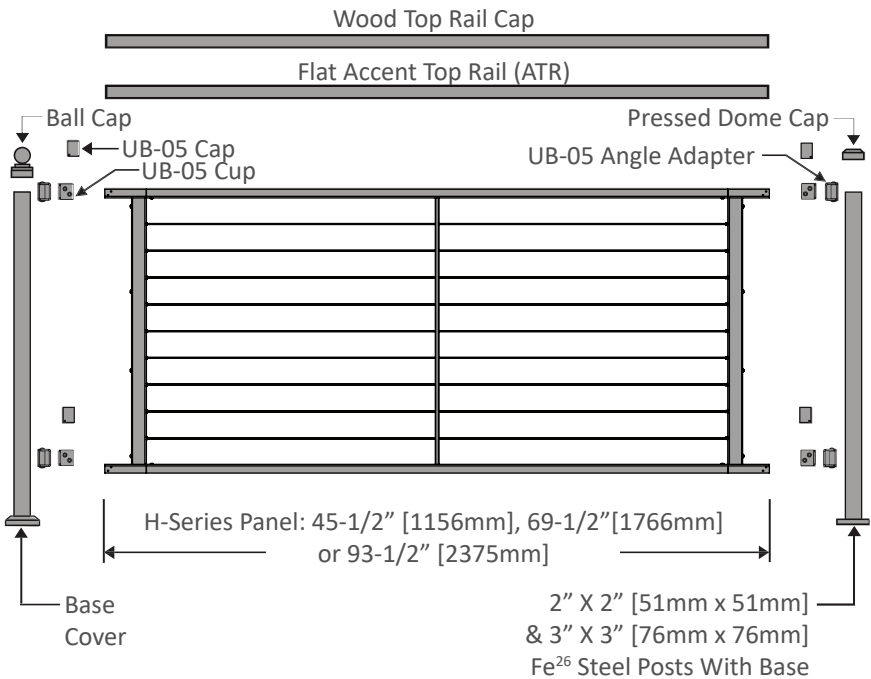 Wood Top Rail Cap
Flat Accent Top Rail (ATR)
Ball Cap
Pressed Dome Cap
UB-05 Cap
UB-05 Angle Adapter
UB-05 Cup
H-Series Panel: 45-1/2” [1156mm], 69-1/2”[1766mm]
or 93-1/2” [2375mm]
Base
Cover
2” X 2” [51mm x 51mm]
& 3” X 3” [76mm x 76mm]
Fe²⁶ Steel Posts With Base